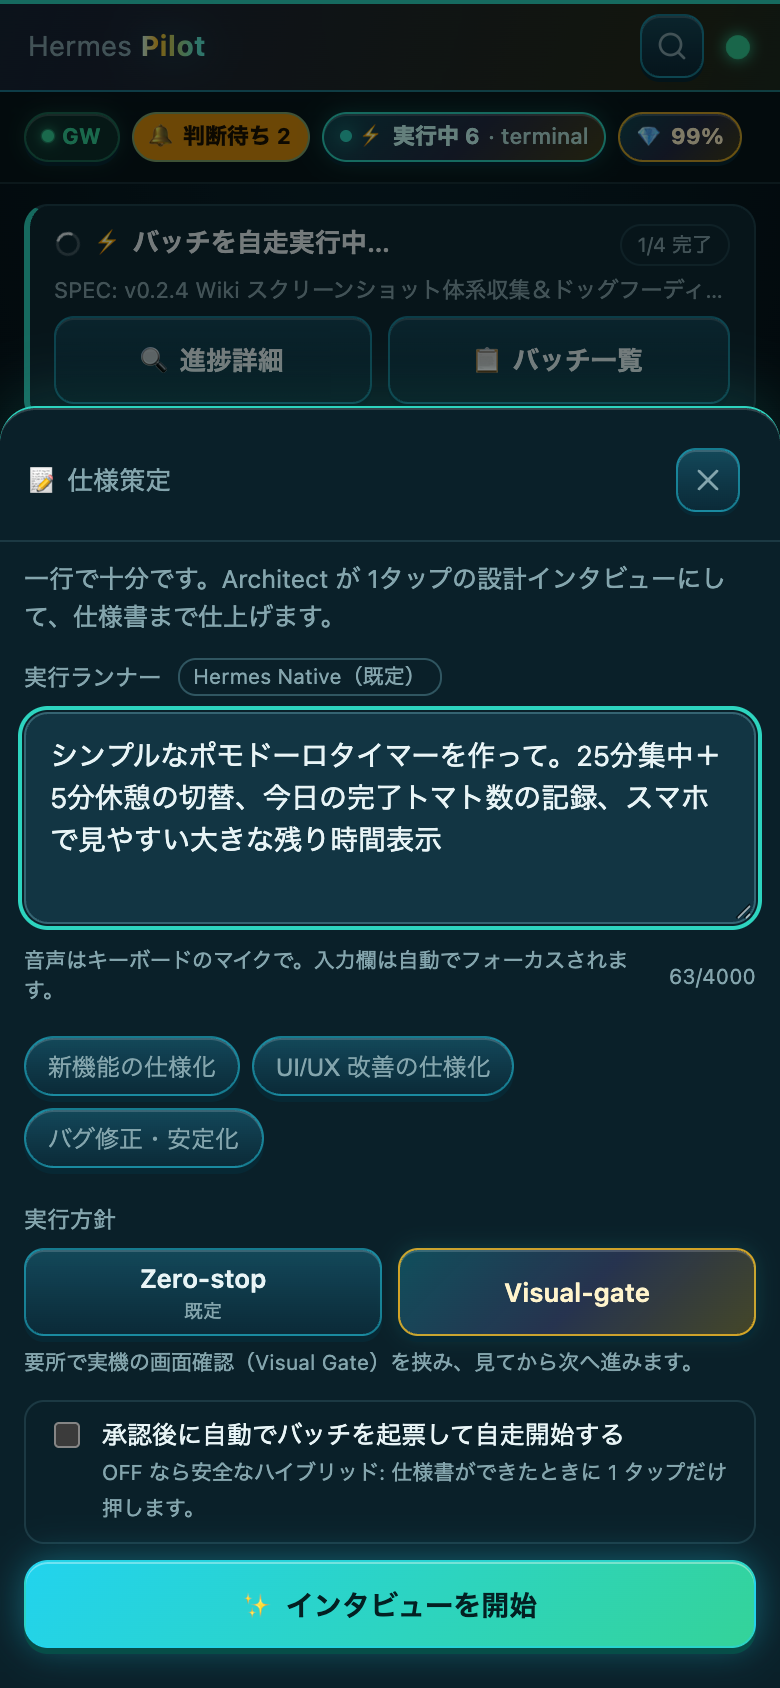 Hermes Pilot
GW
判断待ち 2
実行中 6 · terminal
99%
バッチを自走実行中...
1/4 完了
SPEC: v0.2.4 Wiki スクリーンショット体系収集＆ドッグフーディ...
進捗詳細
バッチ一覧
仕様策定
一行で十分です。Architect が 1タップの設計インタビューにし
て、仕様書まで仕上げます。
実行ランナー
Hermes Native（既定）
シンプルなポモドーロタイマーを作って。25分集中＋
5分休憩の切替、今日の完了トマト数の記録、スマホ
で見やすい大きな残り時間表示
音声はキーボードのマイクで。入力欄は自動でフォーカスされま
す。
63/4000
新機能の仕様化
UI/UX 改善の仕様化
バグ修正・安定化
実行方針
Zero-stop
既定
Visual-gate
要所で実機の画面確認（Visual Gate）を挟み、見てから次へ進みます。
承認後に自動でバッチを起票して自走開始する
OFF なら安全なハイブリッド: 仕様書ができたときに 1 タップだけ
押します。
インタビューを開始